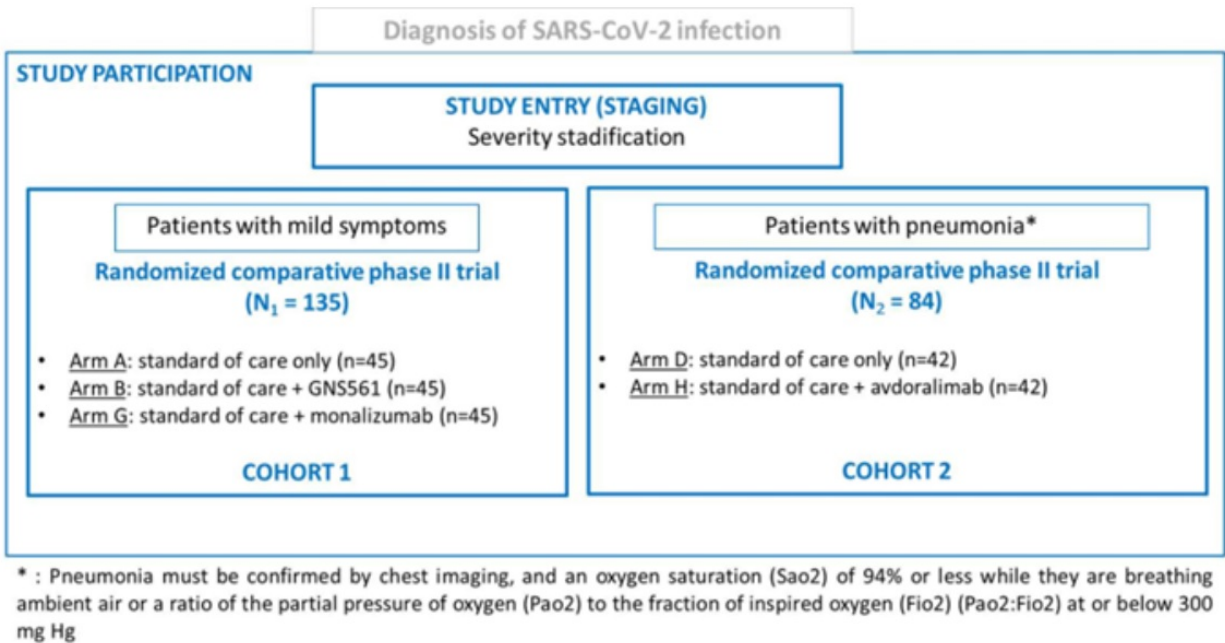 Diagnosis of SARS-CoV-2 infection
STUDY PARTICIPATION
STUDY ENTRY (STAGING)
Severity stadification
Patients with mild symptoms
Randomized comparative phase II trial
(N₁ = 135)
• Arm A: standard of care only (n=45)
• Arm B: standard of care + GNS561 (n=45)
• Arm G: standard of care + monalizumab (n=45)
COHORT 1
Patients with pneumonia*
Randomized comparative phase II trial
(N₂ = 84)
• Arm D: standard of care only (n=42)
• Arm H: standard of care + avdoralimab (n=42)
COHORT 2
* : Pneumonia must be confirmed by chest imaging, and an oxygen saturation (Sao2) of 94% or less while they are breathing
ambient air or a ratio of the partial pressure of oxygen (Pao2) to the fraction of inspired oxygen (Fio2) (Pao2:Fio2) at or below 300
mg Hg